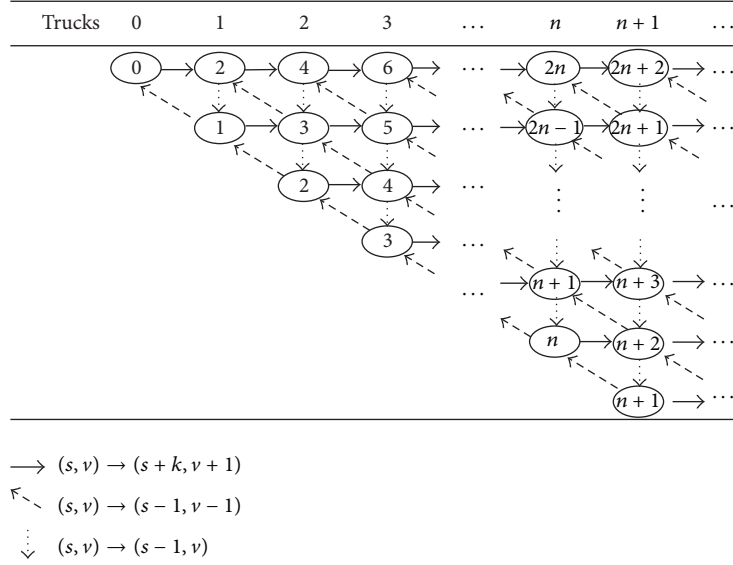 Trucks 0 1 2 3 … n n + 1 …
0 2 4 6 … 2n 2n + 2 …
1 3 5 … 2n − 1 2n + 1 …
2 4 … ⋮ ⋮ …
3 …
… n + 1 n + 3 …
n n + 2 …
n + 1 …
(s, v) → (s + k, v + 1)
(s, v) → (s − 1, v − 1)
(s, v) → (s − 1, v)